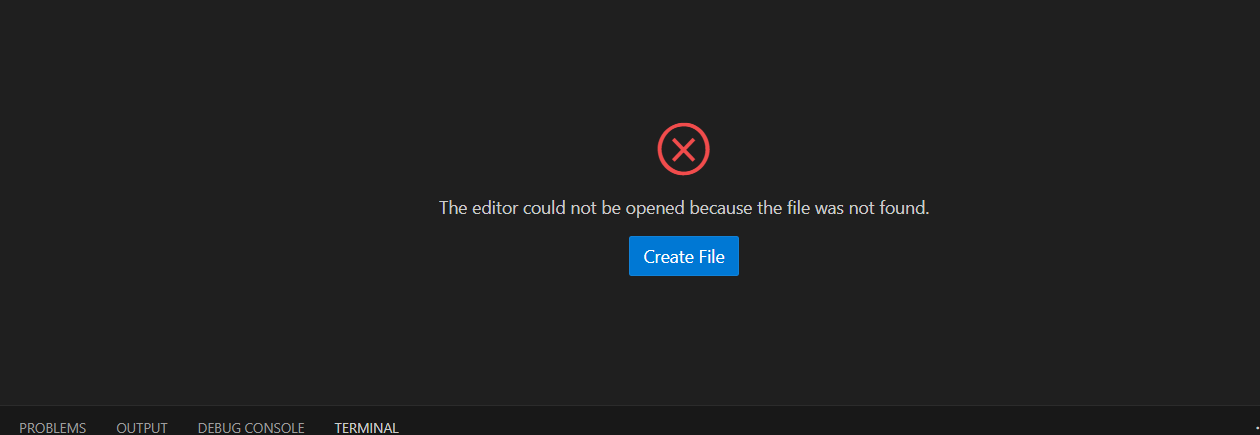 The editor could not be opened because the file was not found.
Create File
PROBLEMS OUTPUT DEBUG CONSOLE TERMINAL